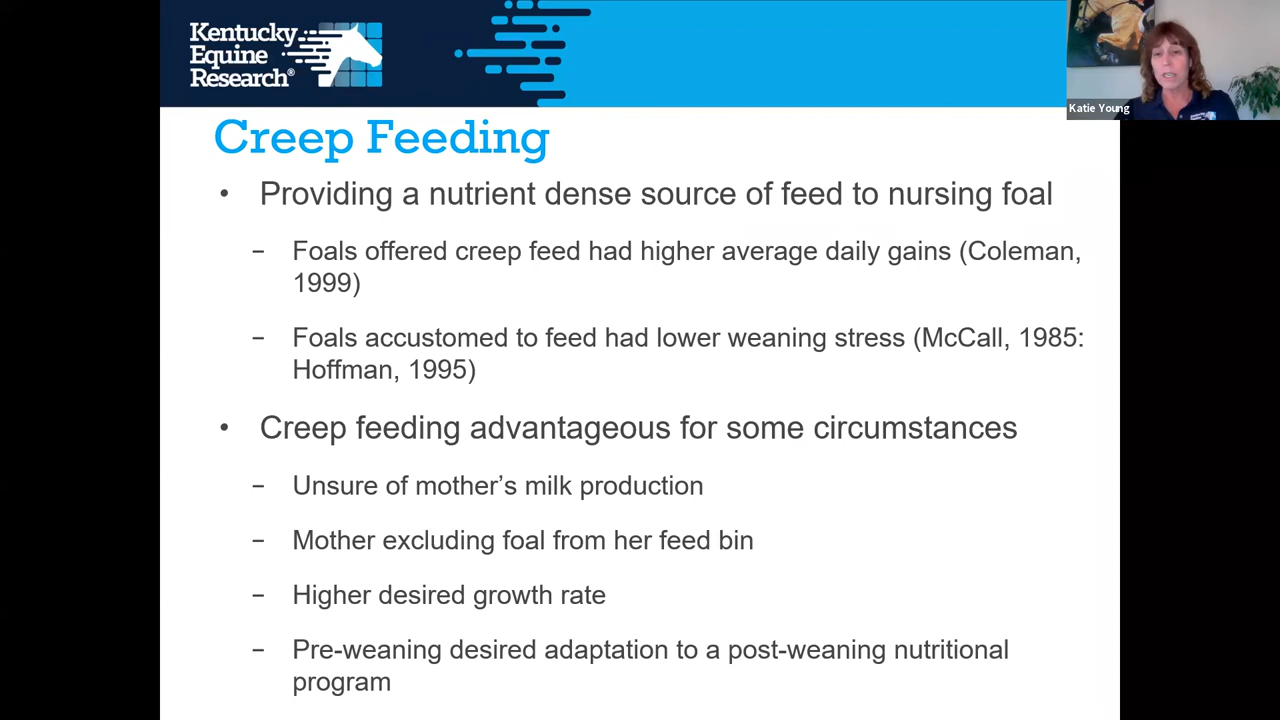 Kentucky
Equine
Research®
Katie Young
Creep Feeding
• Providing a nutrient dense source of feed to nursing foal
– Foals offered creep feed had higher average daily gains (Coleman,
1999)
– Foals accustomed to feed had lower weaning stress (McCall, 1985:
Hoffman, 1995)
• Creep feeding advantageous for some circumstances
– Unsure of mother’s milk production
– Mother excluding foal from her feed bin
– Higher desired growth rate
– Pre-weaning desired adaptation to a post-weaning nutritional
program